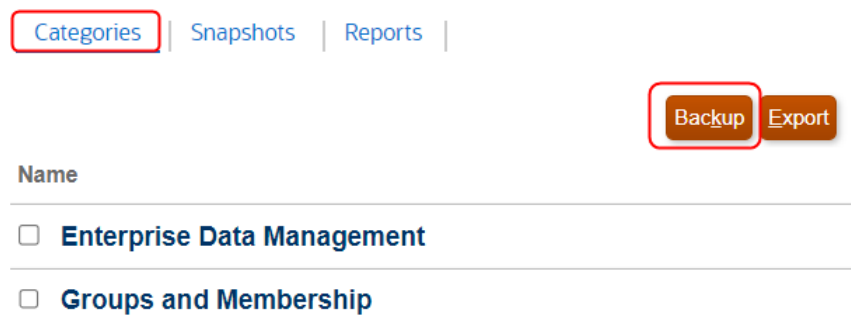 Categories Snapshots Reports
Backup Export
Name
Enterprise Data Management
Groups and Membership